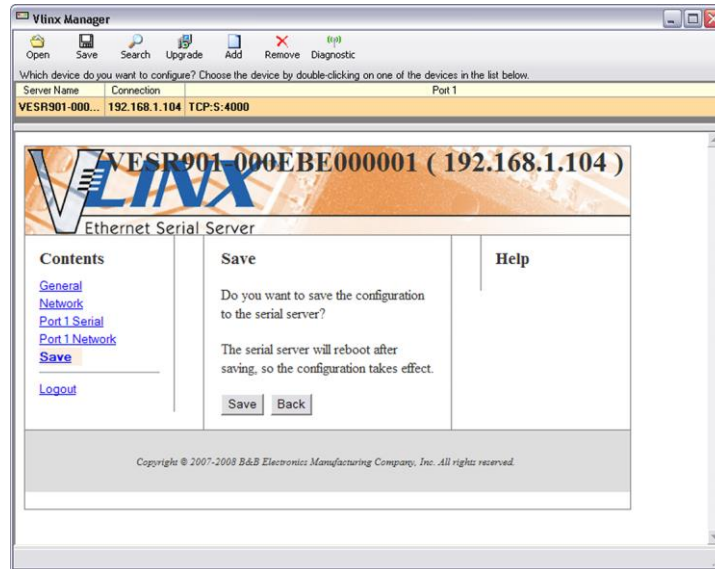 Vlinx Manager
Open Save Search Upgrade Add Remove Diagnostic
Which device do you want to configure? Choose the device by double-clicking on one of the devices in the list below.
Server Name Connection Port 1
VESR901-000... 192.168.1.104 TCP:S:4000
VESR901-000EBE000001 ( 192.168.1.104 )
VLINX
Ethernet Serial Server
Contents
General
Network
Port 1 Serial
Port 1 Network
Save
Logout
Save
Do you want to save the configuration
to the serial server?
The serial server will reboot after
saving, so the configuration takes effect.
Save Back
Help
Copyright © 2007-2008 B&B Electronics Manufacturing Company, Inc. All rights reserved.